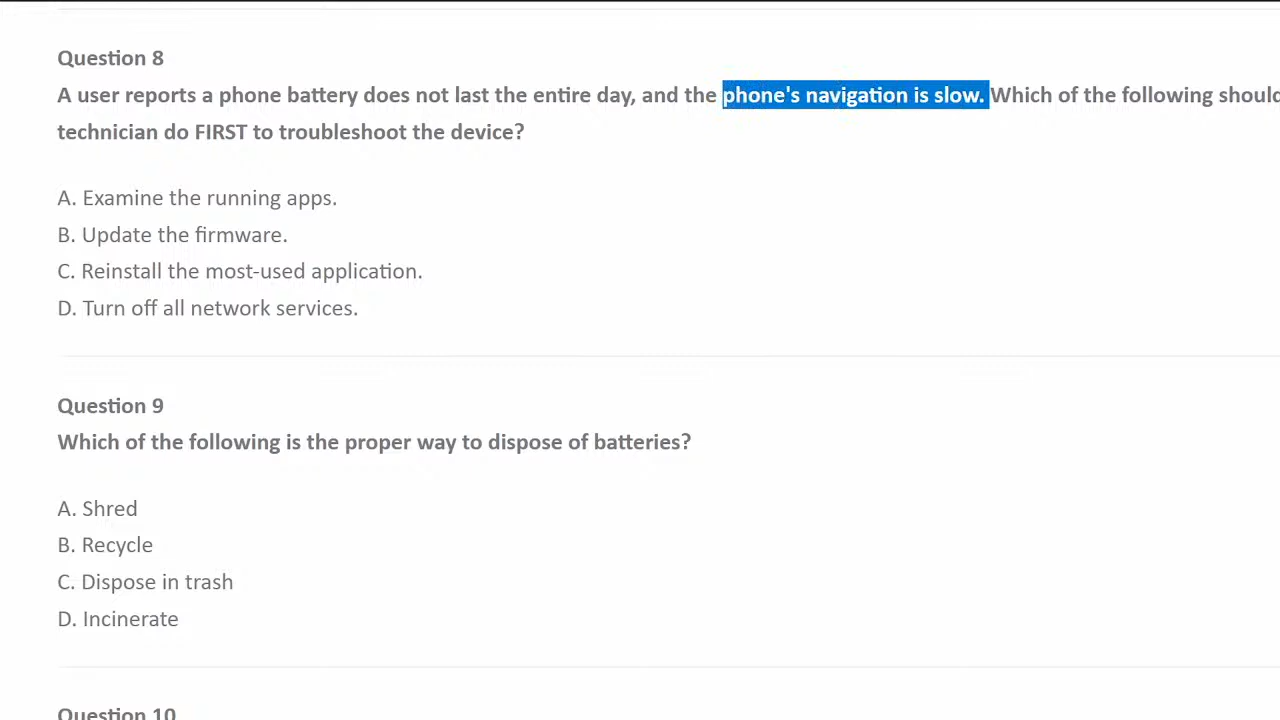 Question 8
A user reports a phone battery does not last the entire day, and the phone's navigation is slow. Which of the following should
technician do FIRST to troubleshoot the device?
A. Examine the running apps.
B. Update the firmware.
C. Reinstall the most-used application.
D. Turn off all network services.
Question 9
Which of the following is the proper way to dispose of batteries?
A. Shred
B. Recycle
C. Dispose in trash
D. Incinerate
Question 10